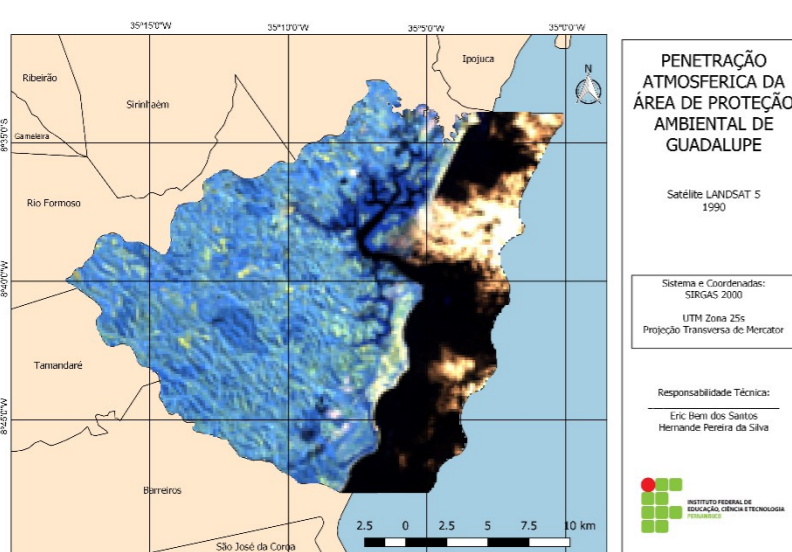 35°15'0"W
35°10'0"W
35°5'0"W
35°0'0"W
Ribeirão
Sirinhaém
Ipojuca
N
Gameleira
8°35'0"S
Rio Formoso
8°40'0"W
Tamandaré
8°45'0"W
Barreiros
São José da Coroa
2.5 0 2.5 5 7.5 10 km
PENETRAÇÃO
ATMOSFERICA DA
ÁREA DE PROTEÇÃO
AMBIENTAL DE
GUADALUPE
Satélite LANDSAT 5
1990
Sistema e Coordenadas:
SIRGAS 2000
UTM Zona 25s
Projeção Transversa de Mercator
Responsabilidade Técnica:
Eric Bem dos Santos
Hernande Pereira da Silva
INSTITUTO FEDERAL DE
EDUCAÇÃO, CIÊNCIA E TECNOLOGIA
PERNAMBUCO